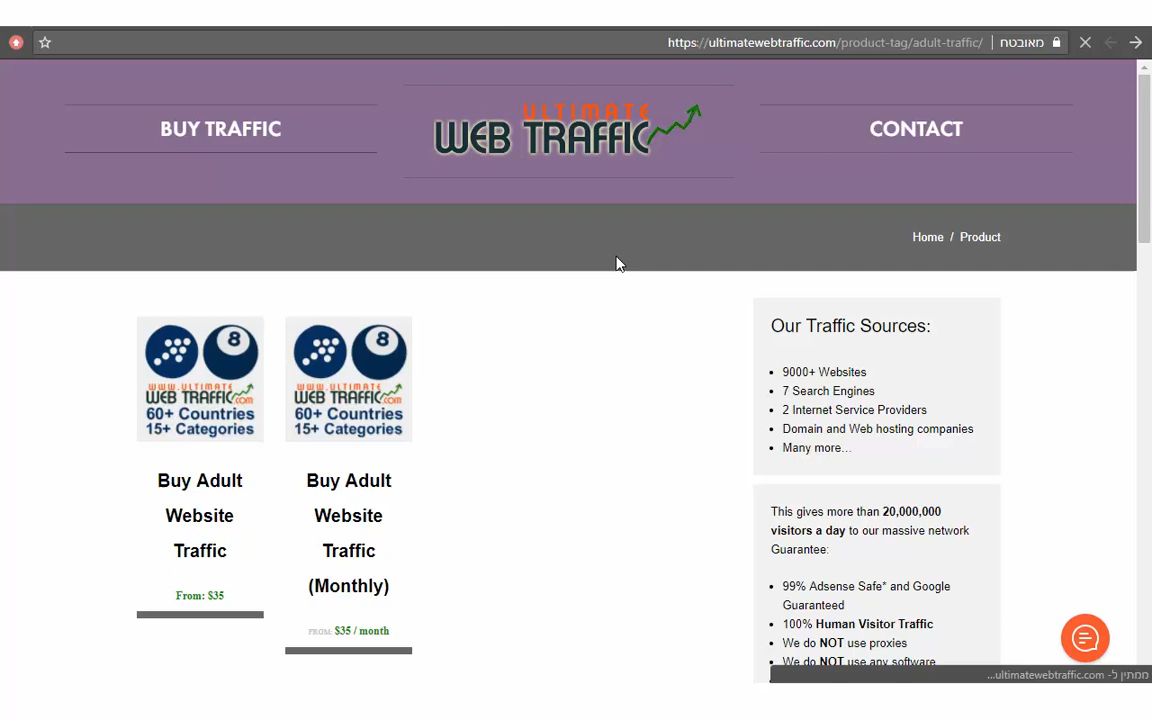 https://ultimatewebtraffic.com/product-tag/adult-traffic/ | מאובטח
BUY TRAFFIC
ULTIMATE
WEB TRAFFIC
CONTACT
Home / Product
8
WWW.ULTIMATE
WEB TRAFFIC.COM
60+ Countries
15+ Categories
8
WWW.ULTIMATE
WEB TRAFFIC.COM
60+ Countries
15+ Categories
Buy Adult
Website
Traffic
From: $35
Buy Adult
Website
Traffic
(Monthly)
FROM: $35 / month
Our Traffic Sources:
• 9000+ Websites
• 7 Search Engines
• 2 Internet Service Providers
• Domain and Web hosting companies
• Many more…
This gives more than 20,000,000
visitors a day to our massive network
Guarantee:
• 99% Adsense Safe* and Google
Guaranteed
• 100% Human Visitor Traffic
• We do NOT use proxies
• We do NOT use any software
ממתין ל- ultimatewebtraffic.com...